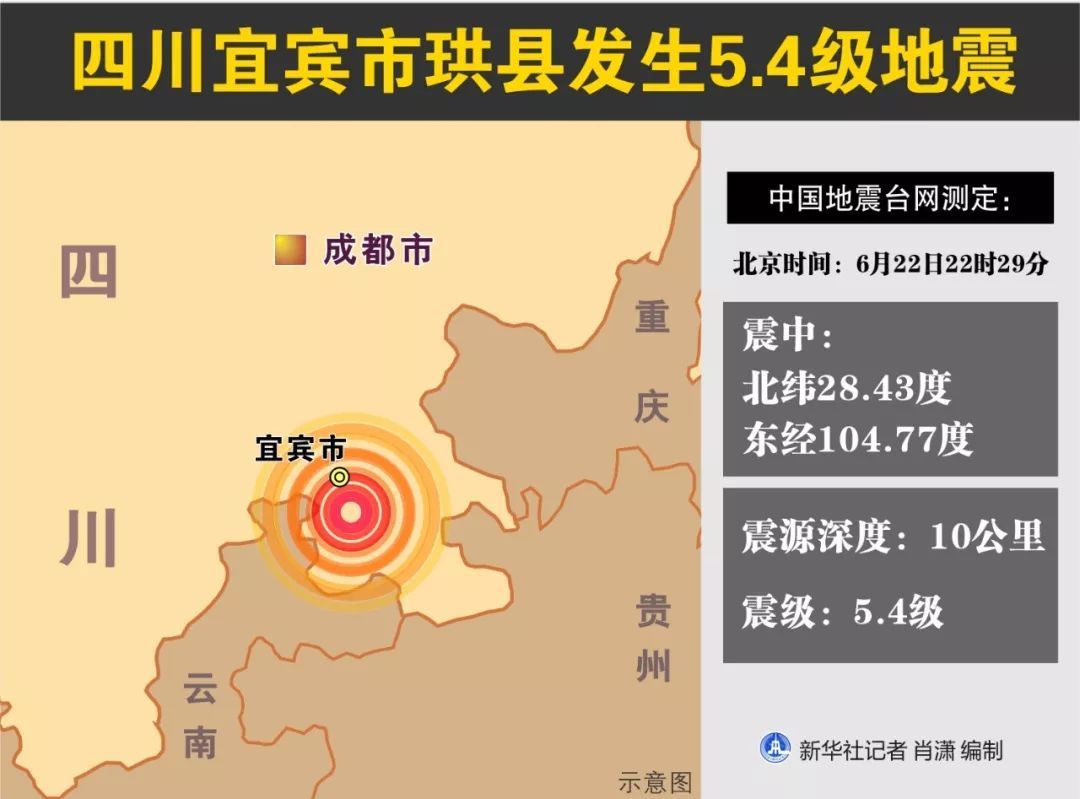 四川宜宾市珙县发生5.4级地震
四川
成都市
重庆
宜宾市
贵州
云南
示意图
中国地震台网测定：
北京时间：6月22日22时29分
震中：
北纬28.43度
东经104.77度
震源深度：10公里
震级：5.4级
新华社记者 肖潇 编制